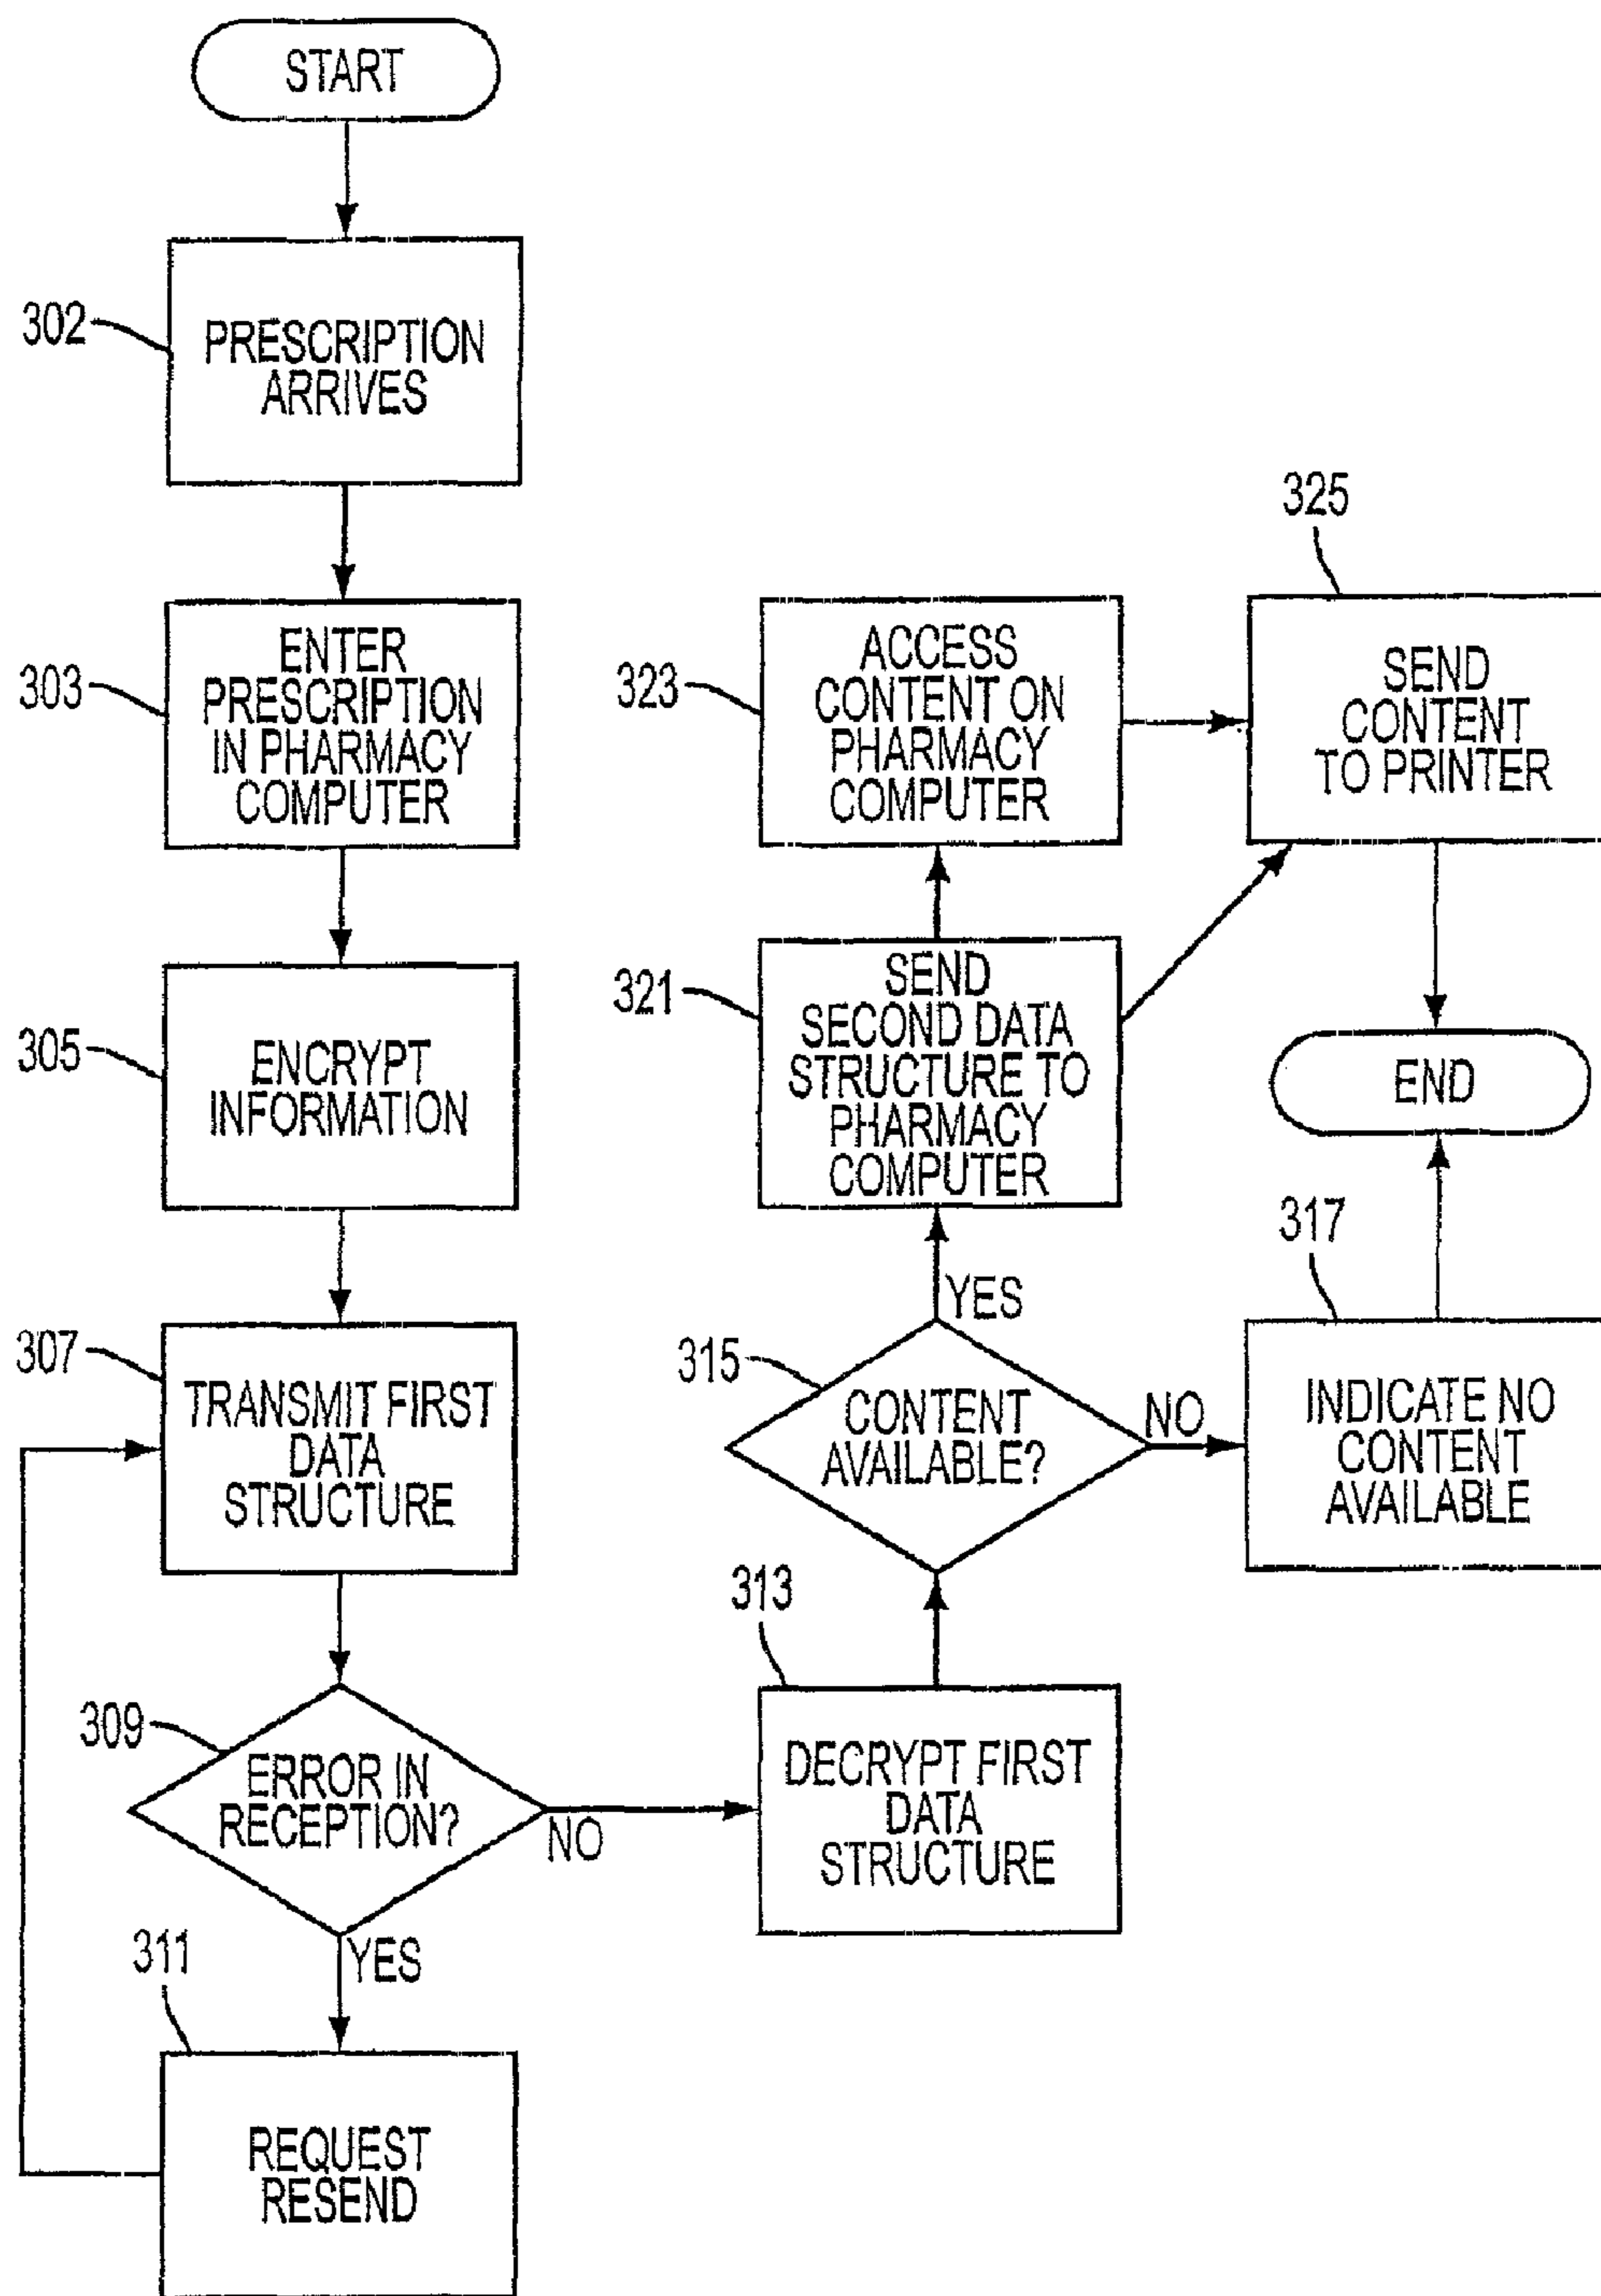 START
302
PRESCRIPTION
ARRIVES
303
ENTER
PRESCRIPTION
IN PHARMACY
COMPUTER
305
ENCRYPT
INFORMATION
307
TRANSMIT FIRST
DATA
STRUCTURE
309
ERROR IN
RECEPTION?
NO
YES
311
REQUEST
RESEND
313
DECRYPT FIRST
DATA
STRUCTURE
315
CONTENT
AVAILABLE?
NO
YES
317
INDICATE NO
CONTENT
AVAILABLE
321
SEND
SECOND DATA
STRUCTURE TO
PHARMACY
COMPUTER
323
ACCESS
CONTENT ON
PHARMACY
COMPUTER
325
SEND
CONTENT
TO PRINTER
END